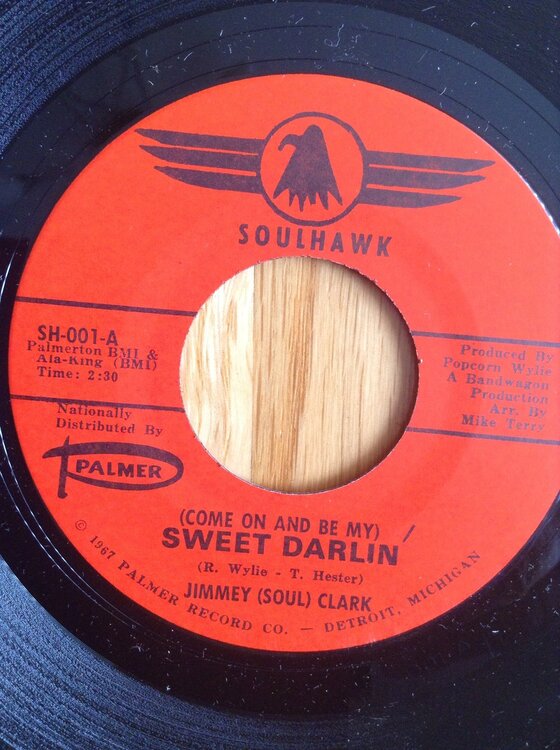 SOULHAWK
SH-001-A
Palmerton BMI &
Ala-King (BMI)
Time: 2:30
Produced By
Popcorn Wylie
A Bandwagon
Production
Arr. By
Mike Terry
Nationally
Distributed By
PALMER
(COME ON AND BE MY)
SWEET DARLIN'
(R. Wylie - T. Hester)
JIMMEY (SOUL) CLARK
© 1967 PALMER RECORD CO. — DETROIT, MICHIGAN